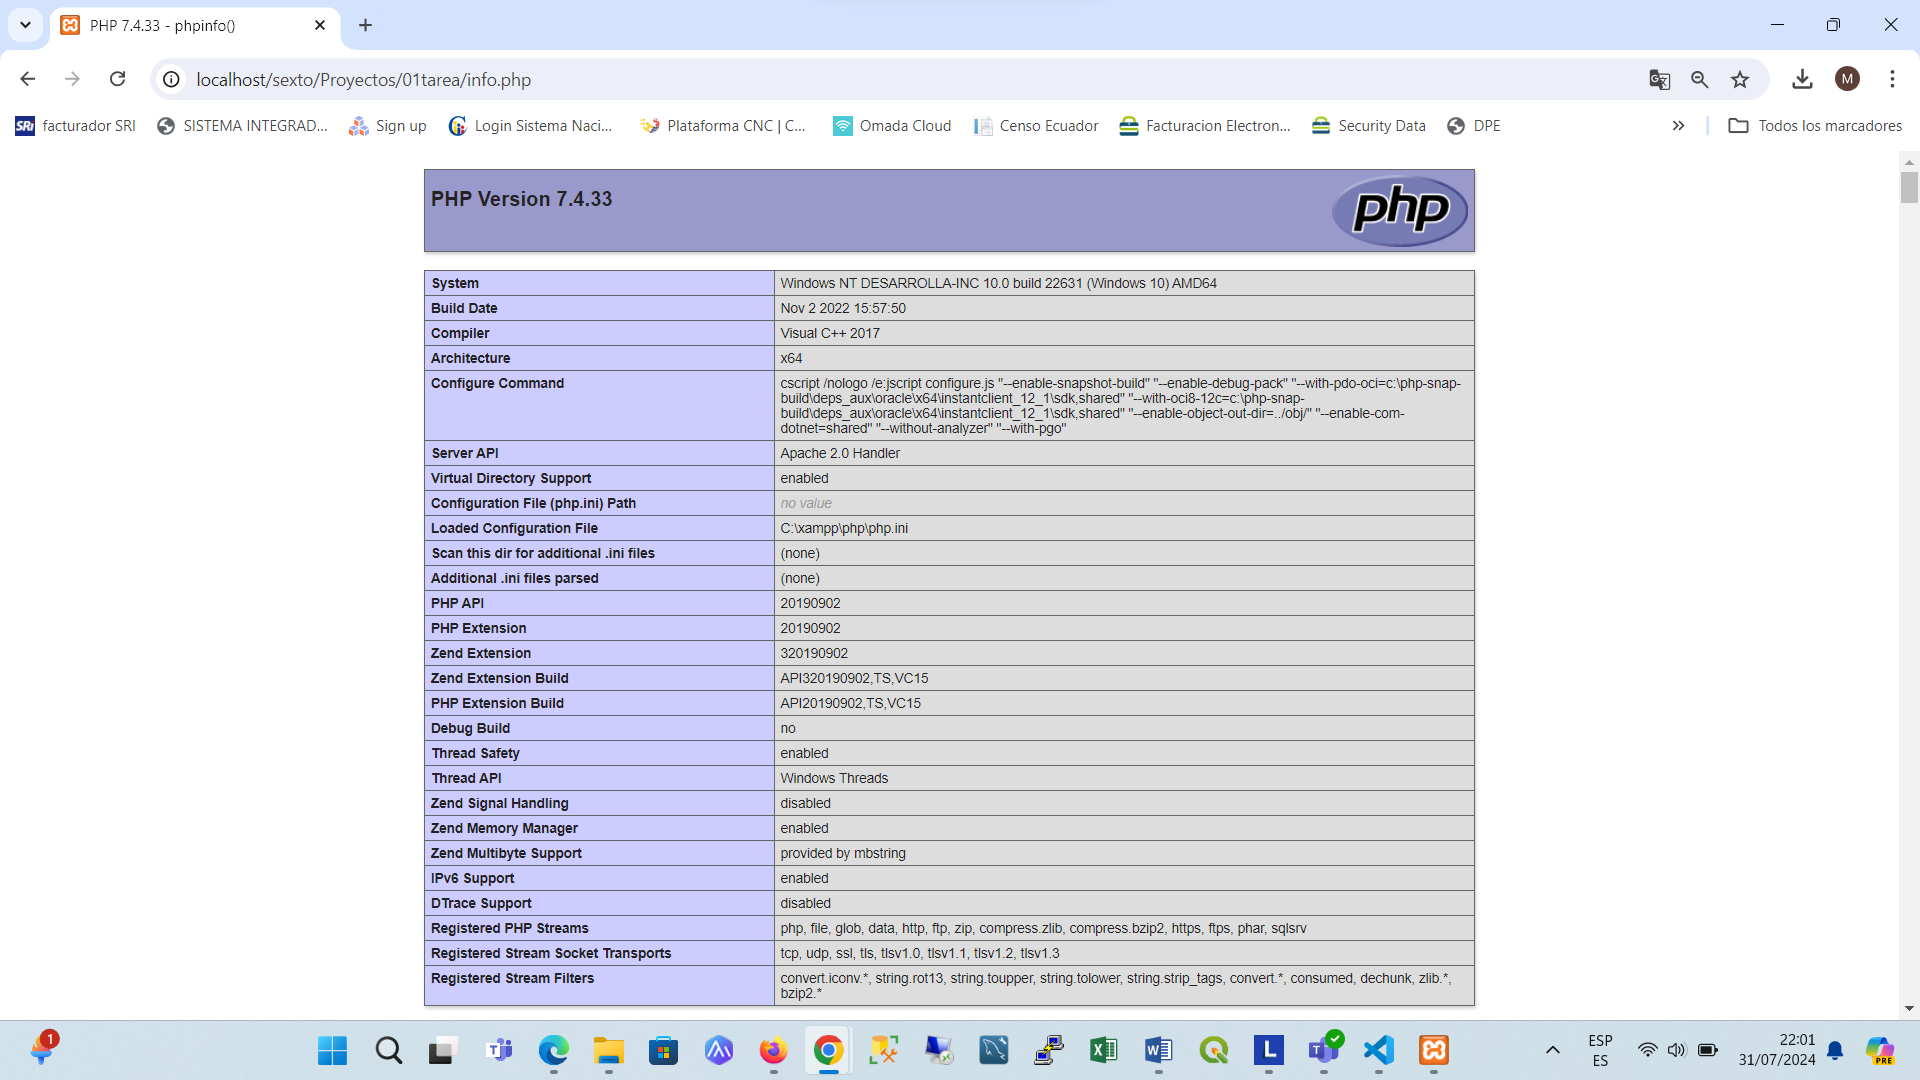 PHP 7.4.33 - phpinfo()
localhost/sexto/Proyectos/01tarea/info.php
M
SRi facturador SRI
SISTEMA INTEGRAD...
Sign up
Login Sistema Naci...
Plataforma CNC | C...
Omada Cloud
Censo Ecuador
Facturacion Electron...
Security Data
DPE
Todos los marcadores
PHP Version 7.4.33
php
System Windows NT DESARROLLA-INC 10.0 build 22631 (Windows 10) AMD64
Build Date Nov 2 2022 15:57:50
Compiler Visual C++ 2017
Architecture x64
Configure Command cscript /nologo /e:jscript configure.js "--enable-snapshot-build" "--enable-debug-pack" "--with-pdo-oci=c:\php-snap-
build\deps_aux\oracle\x64\instantclient_12_1\sdk,shared" "--with-oci8-12c=c:\php-snap-
build\deps_aux\oracle\x64\instantclient_12_1\sdk,shared" "--enable-object-out-dir=../obj/" "--enable-com-
dotnet=shared" "--without-analyzer" "--with-pgo"
Server API Apache 2.0 Handler
Virtual Directory Support enabled
Configuration File (php.ini) Path no value
Loaded Configuration File C:\xampp\php\php.ini
Scan this dir for additional .ini files (none)
Additional .ini files parsed (none)
PHP API 20190902
PHP Extension 20190902
Zend Extension 320190902
Zend Extension Build API320190902,TS,VC15
PHP Extension Build API20190902,TS,VC15
Debug Build no
Thread Safety enabled
Thread API Windows Threads
Zend Signal Handling disabled
Zend Memory Manager enabled
Zend Multibyte Support provided by mbstring
IPv6 Support enabled
DTrace Support disabled
Registered PHP Streams php, file, glob, data, http, ftp, zip, compress.zlib, compress.bzip2, https, ftps, phar, sqlsrv
Registered Stream Socket Transports tcp, udp, ssl, tls, tlsv1.0, tlsv1.1, tlsv1.2, tlsv1.3
Registered Stream Filters convert.iconv.*, string.rot13, string.toupper, string.tolower, string.strip_tags, convert.*, consumed, dechunk, zlib.*,
bzip2.*
1
L
ESP
ES
22:01
31/07/2024
PRE